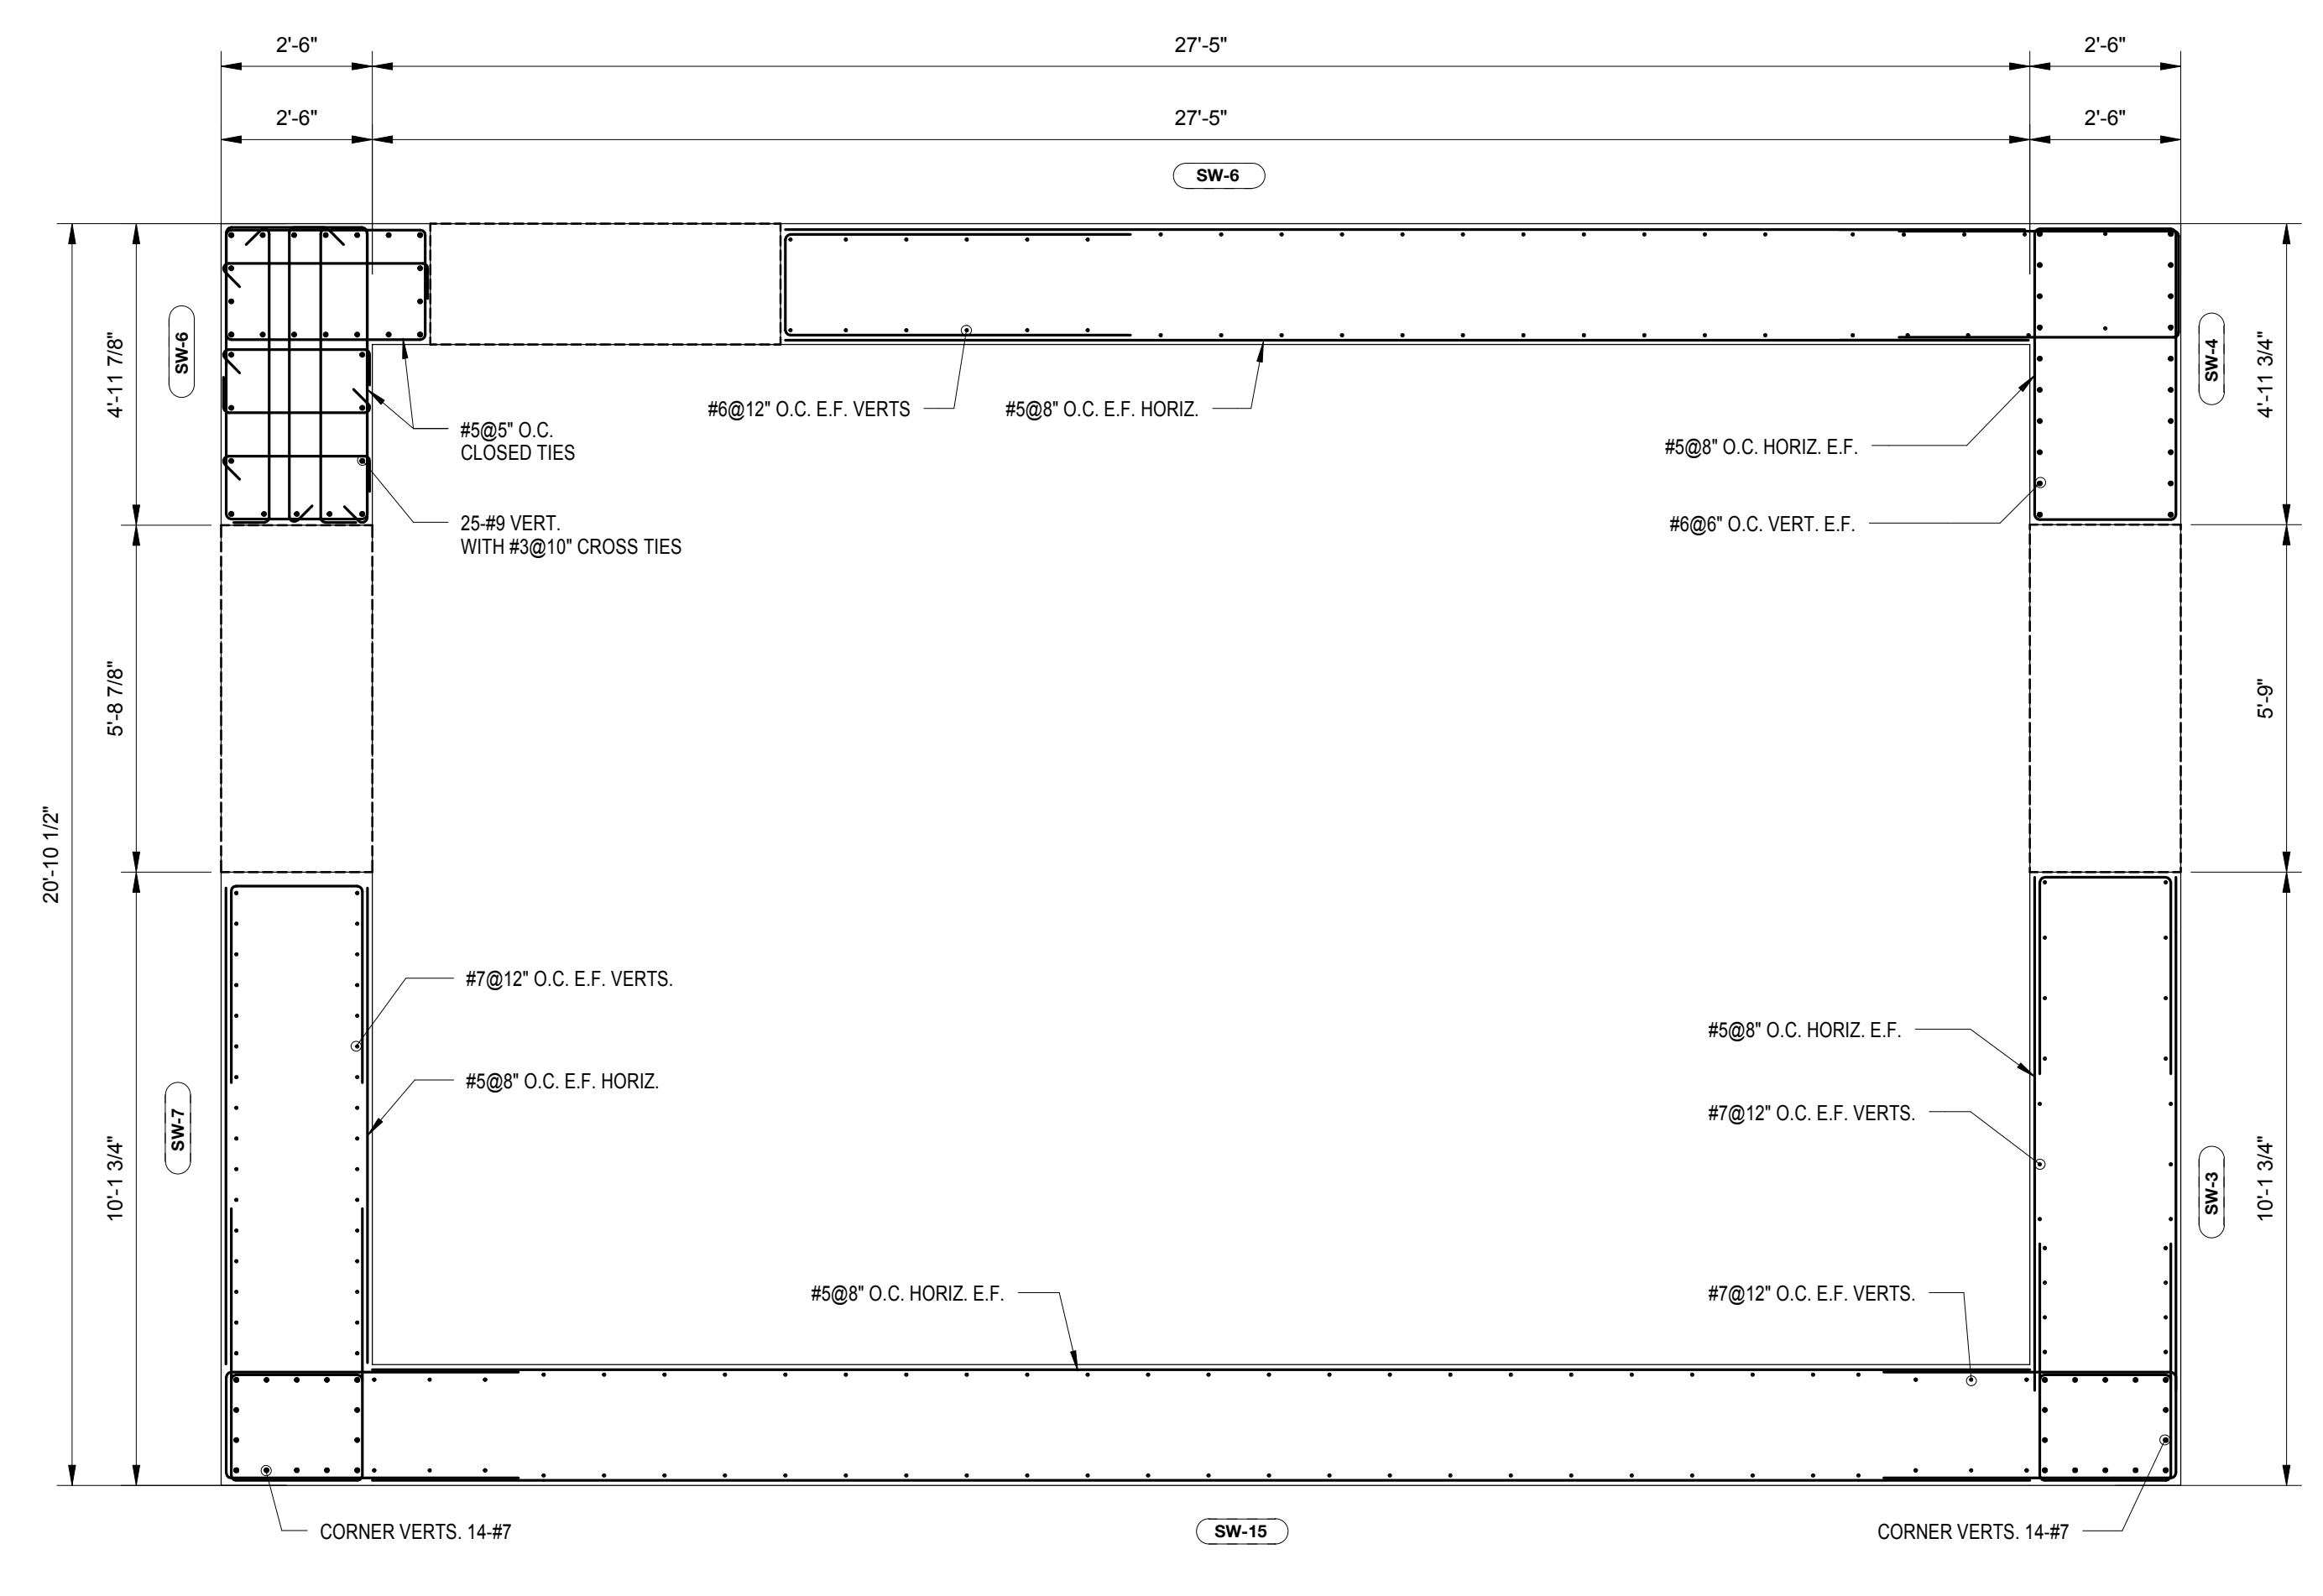 2'-6"
27'-5"
2'-6"
2'-6"
27'-5"
2'-6"
SW-6
4'-11 7/8"
SW-6
SW-4
4'-11 3/4"
#6@12" O.C. E.F. VERTS
#5@8" O.C. E.F. HORIZ.
#5@5" O.C.
CLOSED TIES
#5@8" O.C. HORIZ. E.F.
25-#9 VERT.
WITH #3@10" CROSS TIES
#6@6" O.C. VERT. E.F.
5'-8 7/8"
5'-9"
20'-10 1/2"
#7@12" O.C. E.F. VERTS.
#5@8" O.C. HORIZ. E.F.
#5@8" O.C. E.F. HORIZ.
#7@12" O.C. E.F. VERTS.
SW-7
10'-1 3/4"
SW-3
10'-1 3/4"
#5@8" O.C. HORIZ. E.F.
#7@12" O.C. E.F. VERTS.
CORNER VERTS. 14-#7
SW-15
CORNER VERTS. 14-#7